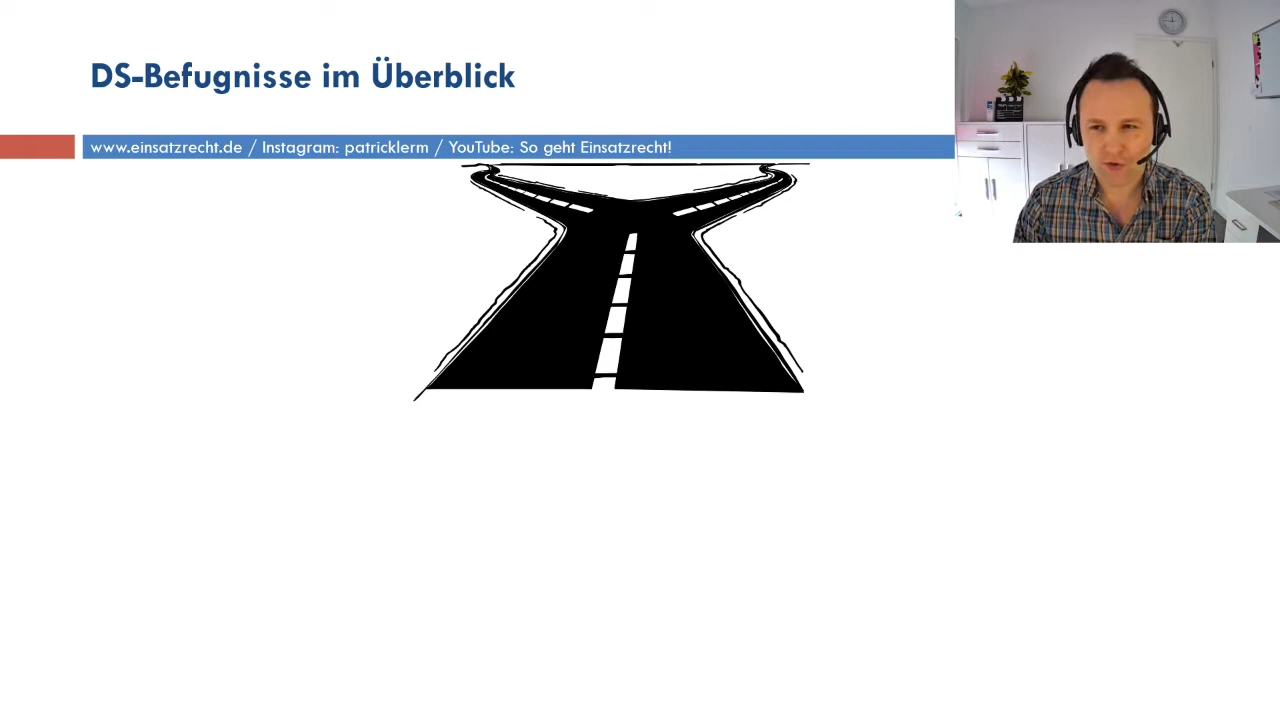 DS-Befugnisse im Überblick
www.einsatzrecht.de / Instagram: patricklerm / YouTube: So geht Einsatzrecht!